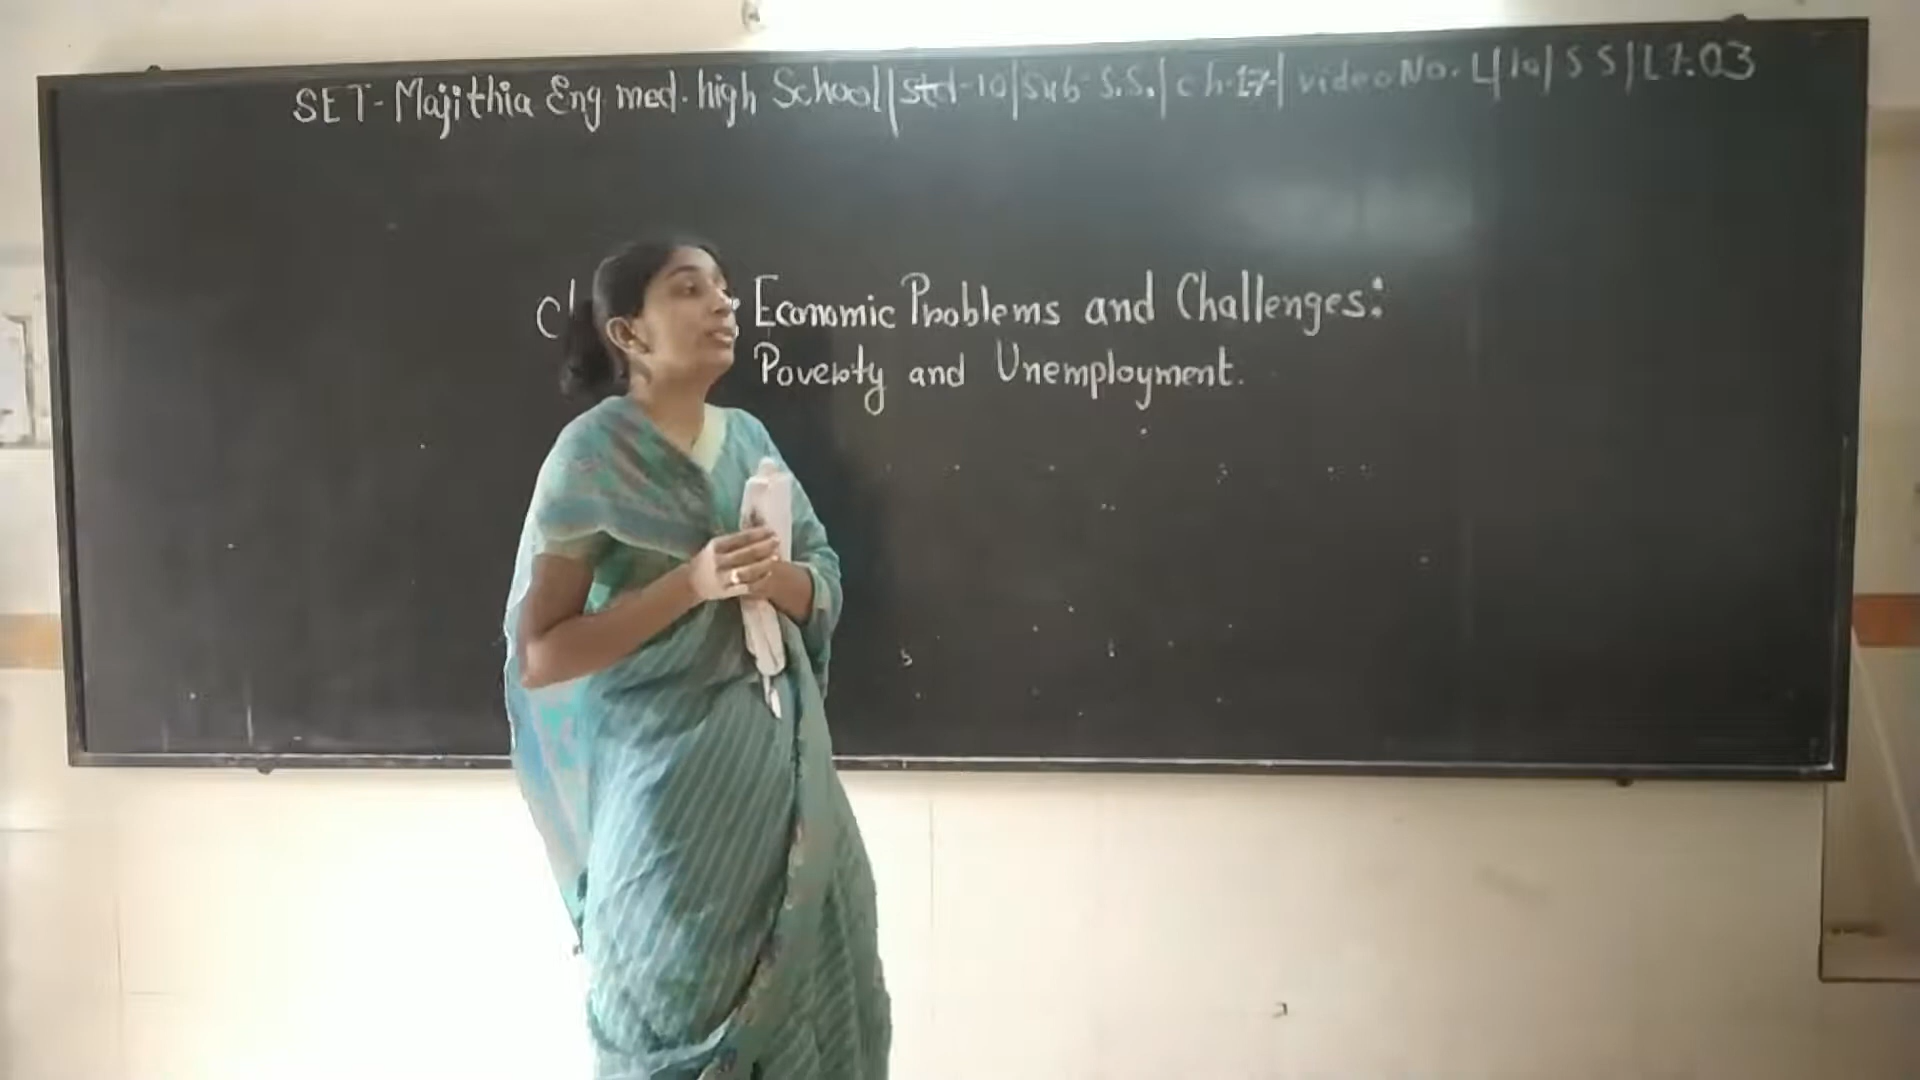 SET-Majithia Eng med. high School|Std-10|Sub-S.S.|Ch-17-|video No. 4|10|SS|17.03
Economic Problems and Challenges:
Poverty and Unemployment.